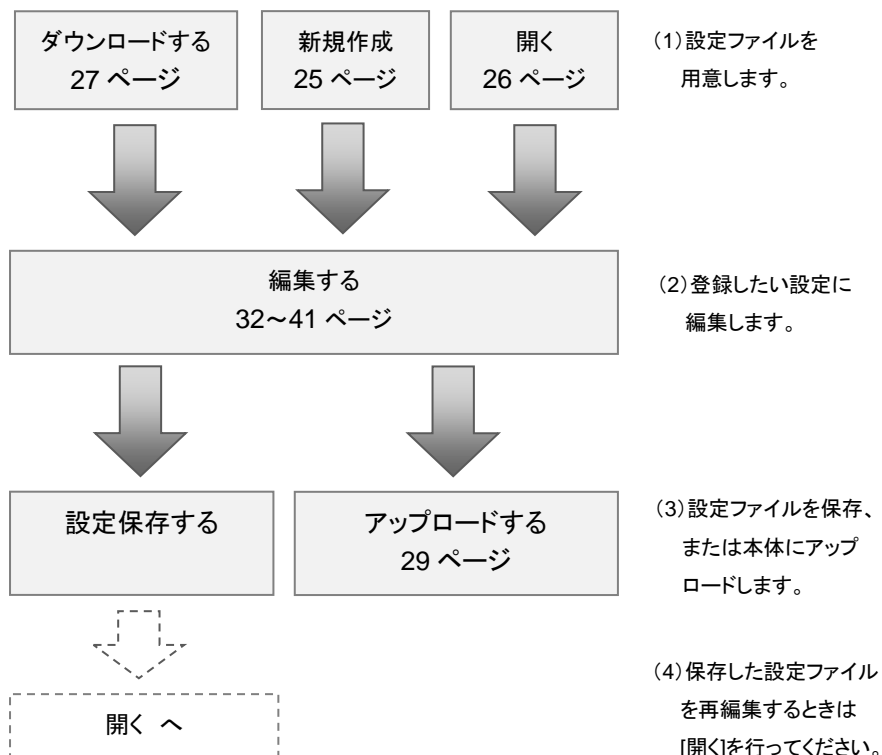 ダウンロードする
27 ページ
新規作成
25 ページ
開く
26 ページ
(1)設定ファイルを
用意します。
編集する
32～41 ページ
(2)登録したい設定に
編集します。
設定保存する
アップロードする
29 ページ
(3)設定ファイルを保存、
または本体にアップ
ロードします。
開く へ
(4)保存した設定ファイル
を再編集するときは
[開く]を行ってください。